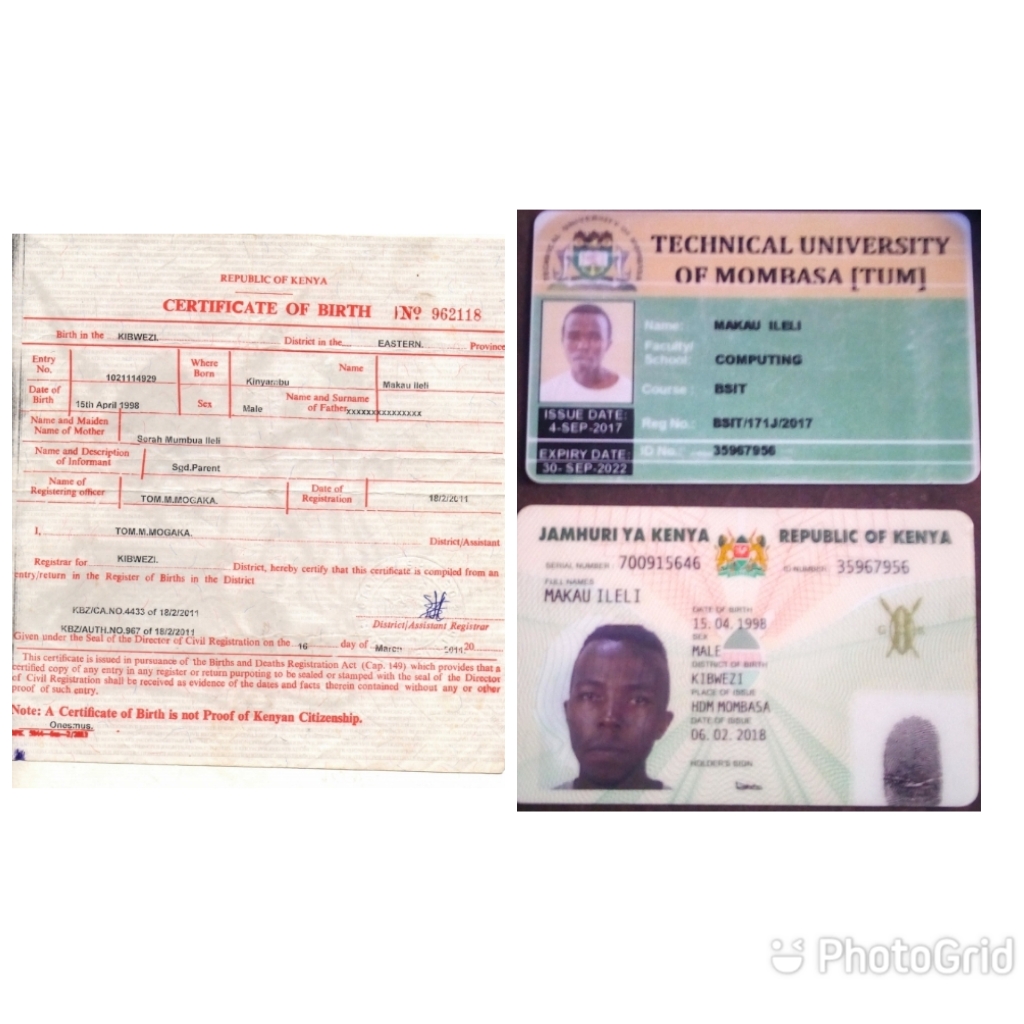 REPUBLIC OF KENYA
CERTIFICATE OF BIRTH Nº 962118
Birth in the KIBWEZI. District in the EASTERN. Province
Entry No. 1021114929 Where Born Kinyambu Name Makau Ileli
Date of Birth 15th April 1998 Sex Male Name and Surname of Father xxxxxxxxxxxxxxx
Name and Maiden Name of Mother Sarah Mumbua Ileli
Name and Description of Informant Sgd.Parent
Name of Registering officer TOM.M.MOGAKA. Date of Registration 18/2/2011
I, TOM.M.MOGAKA. District/Assistant
Registrar for KIBWEZI. District, hereby certify that this certificate is compiled from an
entry/return in the Register of Births in the District
KBZ/CA.NO.4433 of 18/2/2011
KBZ/AUTH.NO.967 of 18/2/2011
District/Assistant Registrar
Given under the Seal of the Director of Civil Registration on the 16 day of March 20
This certificate is issued in pursuance of the Births and Deaths Registration Act (Cap. 149) which provides that a
certified copy of any entry in any register or return purposing to be sealed or stamped with the seal of the Director
of Civil Registration shall be received as evidence of the dates and facts therein contained without any or other
proof of such entry.
Note: A Certificate of Birth is not Proof of Kenyan Citizenship.
Onesmus.
TECHNICAL UNIVERSITY
OF MOMBASA [TUM]
Name: MAKAU ILELI
Faculty/
School: COMPUTING
Course : BSIT
Reg No.: BSIT/171J/2017
ID No.: 35967956
ISSUE DATE:
4-SEP-2017
EXPIRY DATE:
30- SEP-2022
JAMHURI YA KENYA REPUBLIC OF KENYA
SERIAL NUMBER: 700915646 ID NUMBER: 35967956
FULL NAMES
MAKAU ILELI
DATE OF BIRTH
15. 04. 1998
SEX
MALE
DISTRICT OF BIRTH
KIBWEZI
PLACE OF ISSUE
HDM MOMBASA
DATE OF ISSUE
06. 02. 2018
HOLDER'S SIGN
PhotoGrid